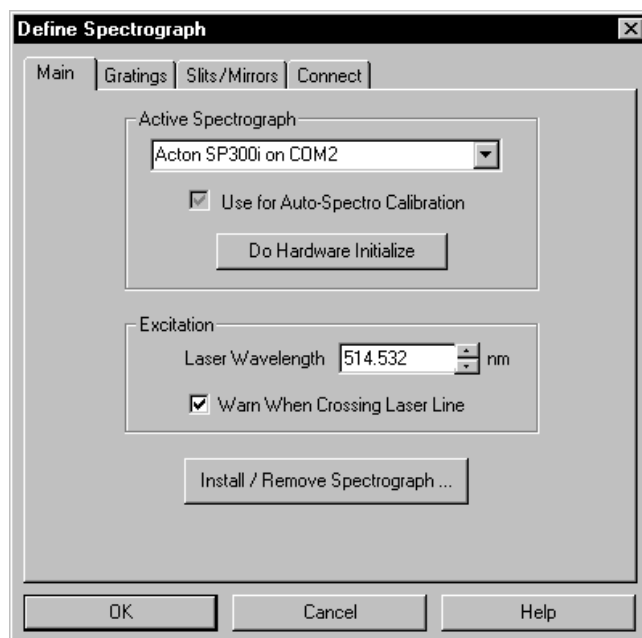 Define Spectrograph
Main Gratings Slits/Mirrors Connect
Active Spectrograph
Acton SP300i on COM2
Use for Auto-Spectro Calibration
Do Hardware Initialize
Excitation
Laser Wavelength 514.532 nm
Warn When Crossing Laser Line
Install / Remove Spectrograph ...
OK Cancel Help